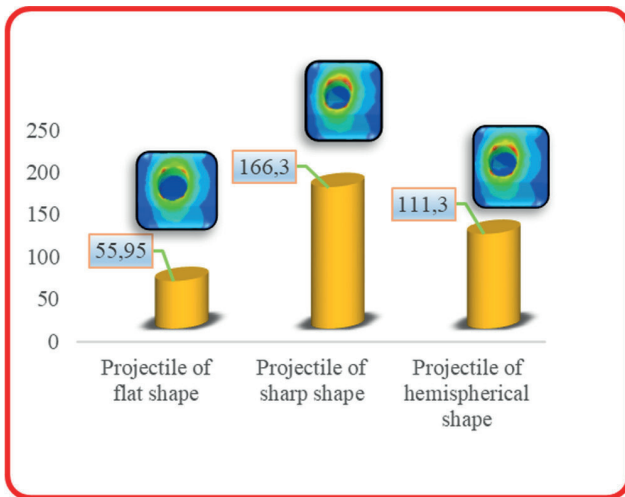 250
200
150
100
50
0
166,3
111,3
55,95
Projectile of
flat shape
Projectile of
sharp shape
Projectile of
hemispherical
shape